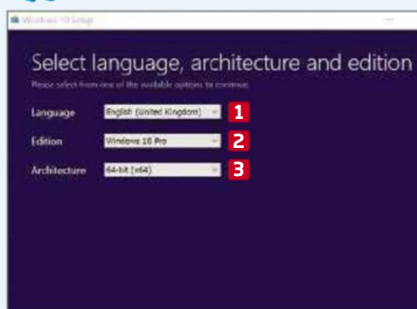 Windows 10 Setup
Select language, architecture and edition
Please select from one of the available options to continue.
Language English (United Kingdom) 1
Edition Windows 10 Pro 2
Architecture 64-bit (x64) 3